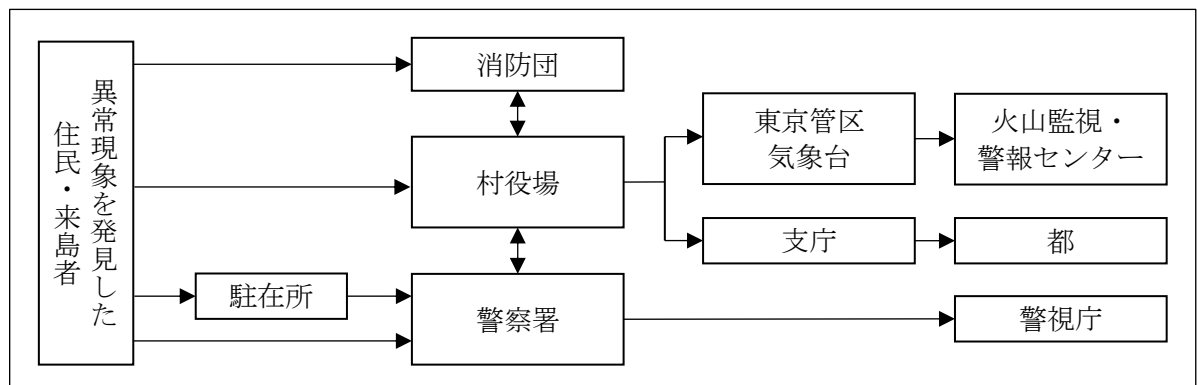 異常現象を発見した
住民・来島者
消防団
村役場
駐在所
警察署
東京管区
気象台
火山監視・
警報センター
支庁
都
警視庁